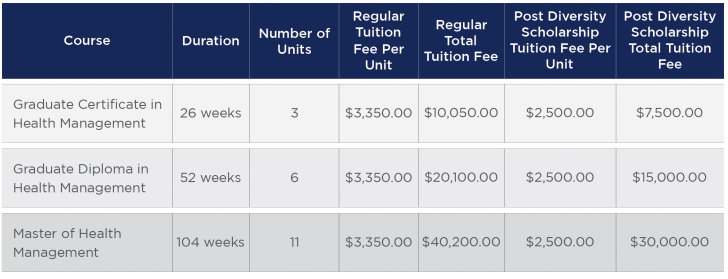 Course
Duration
Number of
Units
Regular
Tuition
Fee Per
Unit
Regular
Total
Tuition Fee
Post Diversity
Scholarship
Tuition Fee Per
Unit
Post Diversity
Scholarship
Total Tuition
Fee
Graduate Certificate in
Health Management
26 weeks
3
$3,350.00
$10,050.00
$2,500.00
$7,500.00
Graduate Diploma in
Health Management
52 weeks
6
$3,350.00
$20,100.00
$2,500.00
$15,000.00
Master of Health
Management
104 weeks
11
$3,350.00
$40,200.00
$2,500.00
$30,000.00